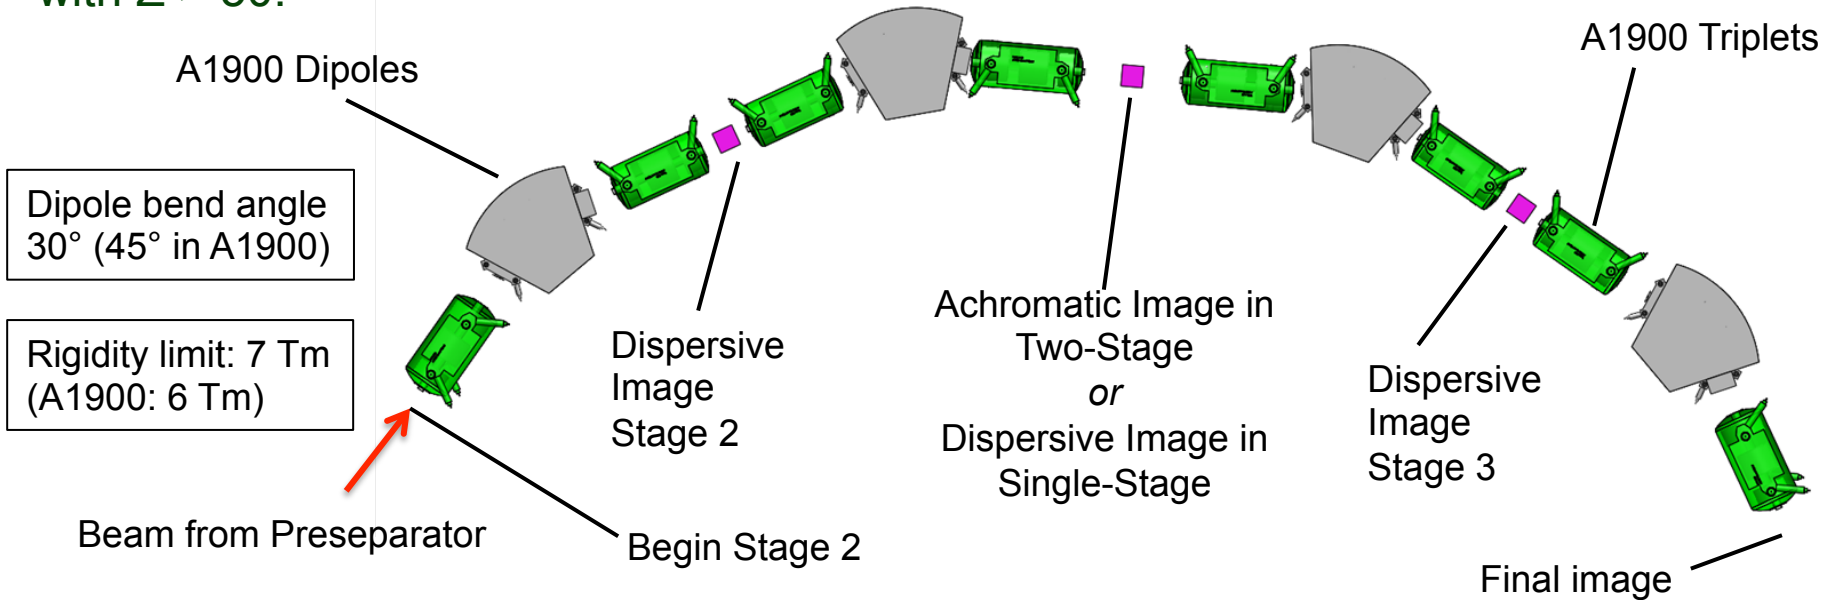 with Z > 50.
A1900 Dipoles
A1900 Triplets
Dipole bend angle
30° (45° in A1900)
Rigidity limit: 7 Tm
(A1900: 6 Tm)
Dispersive
Image
Stage 2
Achromatic Image in
Two-Stage
or
Dispersive Image in
Single-Stage
Dispersive
Image
Stage 3
Beam from Preseparator
Begin Stage 2
Final image